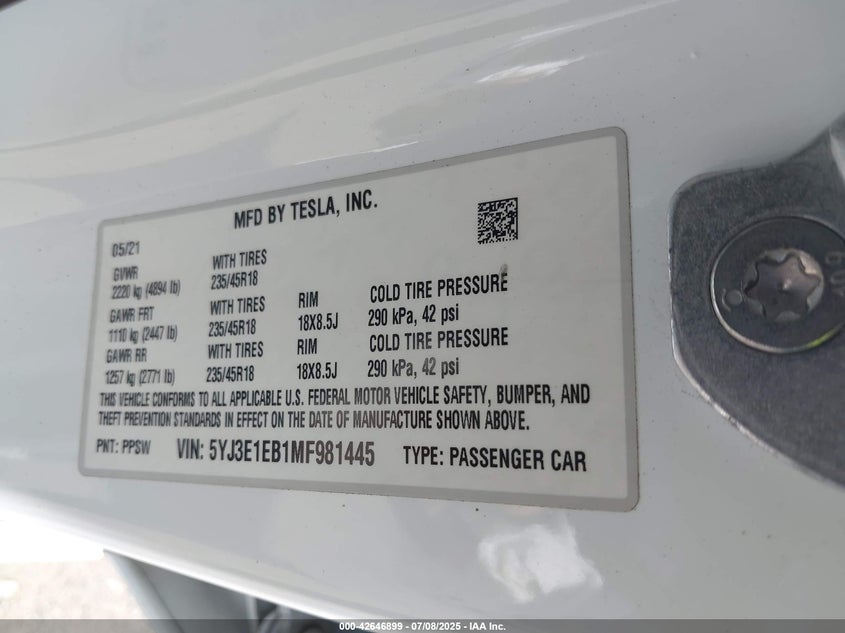 MFD BY TESLA, INC.
05/21
GVWR WITH TIRES
2220 kg (4894 lb) 235/45R18
GAWR FRT WITH TIRES RIM COLD TIRE PRESSURE
1110 kg (2447 lb) 235/45R18 18X8.5J 290 kPa, 42 psi
GAWR RR WITH TIRES RIM COLD TIRE PRESSURE
1257 kg (2771 lb) 235/45R18 18X8.5J 290 kPa, 42 psi
THIS VEHICLE CONFORMS TO ALL APPLICABLE U.S. FEDERAL MOTOR VEHICLE SAFETY, BUMPER, AND
THEFT PREVENTION STANDARDS IN EFFECT ON THE DATE OF MANUFACTURE SHOWN ABOVE.
PNT: PPSW VIN: 5YJ3E1EB1MF981445 TYPE: PASSENGER CAR
000-42646899 - 07/08/2025 - IAA Inc.